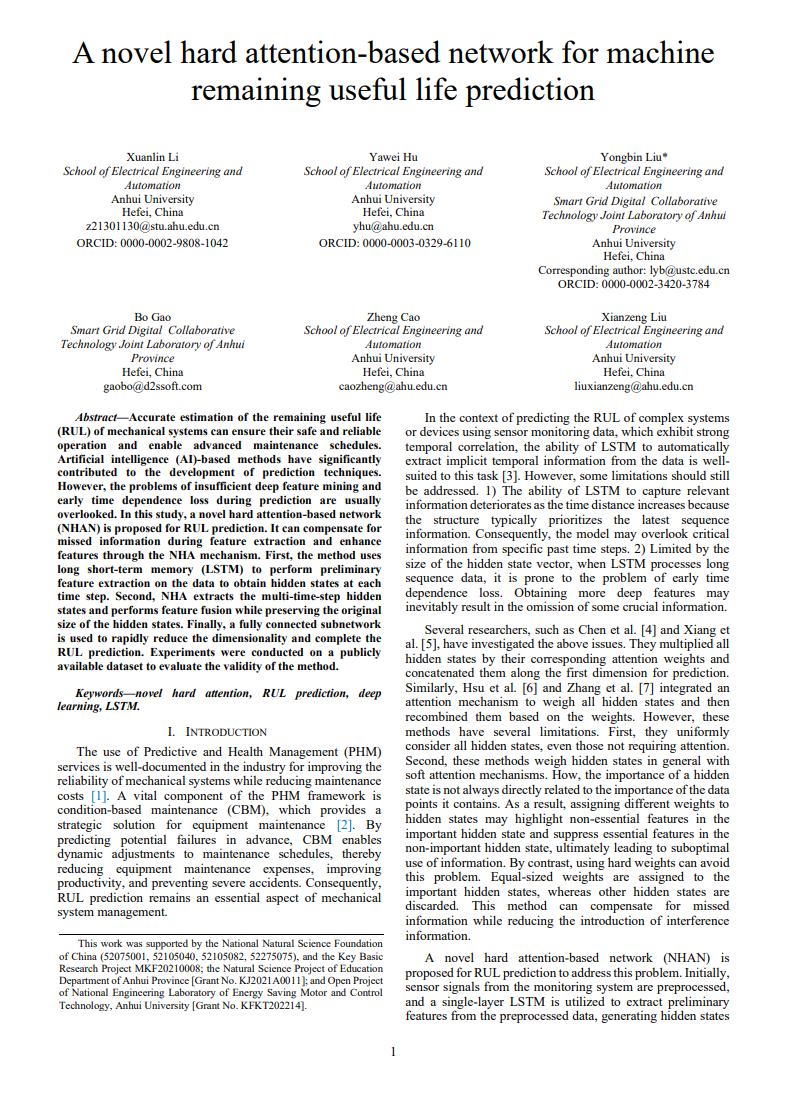 A novel hard attention-based network for machine
remaining useful life prediction
Xuanlin Li
School of Electrical Engineering and
Automation
Anhui University
Hefei, China
z21301130@stu.ahu.edu.cn
ORCID: 0000-0002-9808-1042
Yawei Hu
School of Electrical Engineering and
Automation
Anhui University
Hefei, China
yhu@ahu.edu.cn
ORCID: 0000-0003-0329-6110
Yongbin Liu*
School of Electrical Engineering and
Automation
Smart Grid Digital Collaborative
Technology Joint Laboratory of Anhui
Province
Anhui University
Hefei, China
Corresponding author: lyb@ustc.edu.cn
ORCID: 0000-0002-3420-3784
Bo Gao
Smart Grid Digital Collaborative
Technology Joint Laboratory of Anhui
Province
Hefei, China
gaobo@d2ssoft.com
Zheng Cao
School of Electrical Engineering and
Automation
Anhui University
Hefei, China
caozheng@ahu.edu.cn
Xianzeng Liu
School of Electrical Engineering and
Automation
Anhui University
Hefei, China
liuxianzeng@ahu.edu.cn
Abstract—Accurate estimation of the remaining useful life
(RUL) of mechanical systems can ensure their safe and reliable
operation and enable advanced maintenance schedules.
Artificial intelligence (AI)-based methods have significantly
contributed to the development of prediction techniques.
However, the problems of insufficient deep feature mining and
early time dependence loss during prediction are usually
overlooked. In this study, a novel hard attention-based network
(NHAN) is proposed for RUL prediction. It can compensate for
missed information during feature extraction and enhance
features through the NHA mechanism. First, the method uses
long short-term memory (LSTM) to perform preliminary
feature extraction on the data to obtain hidden states at each
time step. Second, NHA extracts the multi-time-step hidden
states and performs feature fusion while preserving the original
size of the hidden states. Finally, a fully connected subnetwork
is used to rapidly reduce the dimensionality and complete the
RUL prediction. Experiments were conducted on a publicly
available dataset to evaluate the validity of the method.
Keywords—novel hard attention, RUL prediction, deep
learning, LSTM.
I. INTRODUCTION
The use of Predictive and Health Management (PHM)
services is well-documented in the industry for improving the
reliability of mechanical systems while reducing maintenance
costs [1]. A vital component of the PHM framework is
condition-based maintenance (CBM), which provides a
strategic solution for equipment maintenance [2]. By
predicting potential failures in advance, CBM enables
dynamic adjustments to maintenance schedules, thereby
reducing equipment maintenance expenses, improving
productivity, and preventing severe accidents. Consequently,
RUL prediction remains an essential aspect of mechanical
system management.
This work was supported by the National Natural Science Foundation
of China (52075001, 52105040, 52105082, 52275075), and the Key Basic
Research Project MKF20210008; the Natural Science Project of Education
Department of Anhui Province [Grant No. KJ2021A0011]; and Open Project
of National Engineering Laboratory of Energy Saving Motor and Control
Technology, Anhui University [Grant No. KFKT202214].
In the context of predicting the RUL of complex systems
or devices using sensor monitoring data, which exhibit strong
temporal correlation, the ability of LSTM to automatically
extract implicit temporal information from the data is well-
suited to this task [3]. However, some limitations should still
be addressed. 1) The ability of LSTM to capture relevant
information deteriorates as the time distance increases because
the structure typically prioritizes the latest sequence
information. Consequently, the model may overlook critical
information from specific past time steps. 2) Limited by the
size of the hidden state vector, when LSTM processes long
sequence data, it is prone to the problem of early time
dependence loss. Obtaining more deep features may
inevitably result in the omission of some crucial information.
Several researchers, such as Chen et al. [4] and Xiang et
al. [5], have investigated the above issues. They multiplied all
hidden states by their corresponding attention weights and
concatenated them along the first dimension for prediction.
Similarly, Hsu et al. [6] and Zhang et al. [7] integrated an
attention mechanism to weigh all hidden states and then
recombined them based on the weights. However, these
methods have several limitations. First, they uniformly
consider all hidden states, even those not requiring attention.
Second, these methods weigh hidden states in general with
soft attention mechanisms. How, the importance of a hidden
state is not always directly related to the importance of the data
points it contains. As a result, assigning different weights to
hidden states may highlight non-essential features in the
important hidden state and suppress essential features in the
non-important hidden state, ultimately leading to suboptimal
use of information. By contrast, using hard weights can avoid
this problem. Equal-sized weights are assigned to the
important hidden states, whereas other hidden states are
discarded. This method can compensate for missed
information while reducing the introduction of interference
information.
A novel hard attention-based network (NHAN) is
proposed for RUL prediction to address this problem. Initially,
sensor signals from the monitoring system are preprocessed,
and a single-layer LSTM is utilized to extract preliminary
features from the preprocessed data, generating hidden states
1